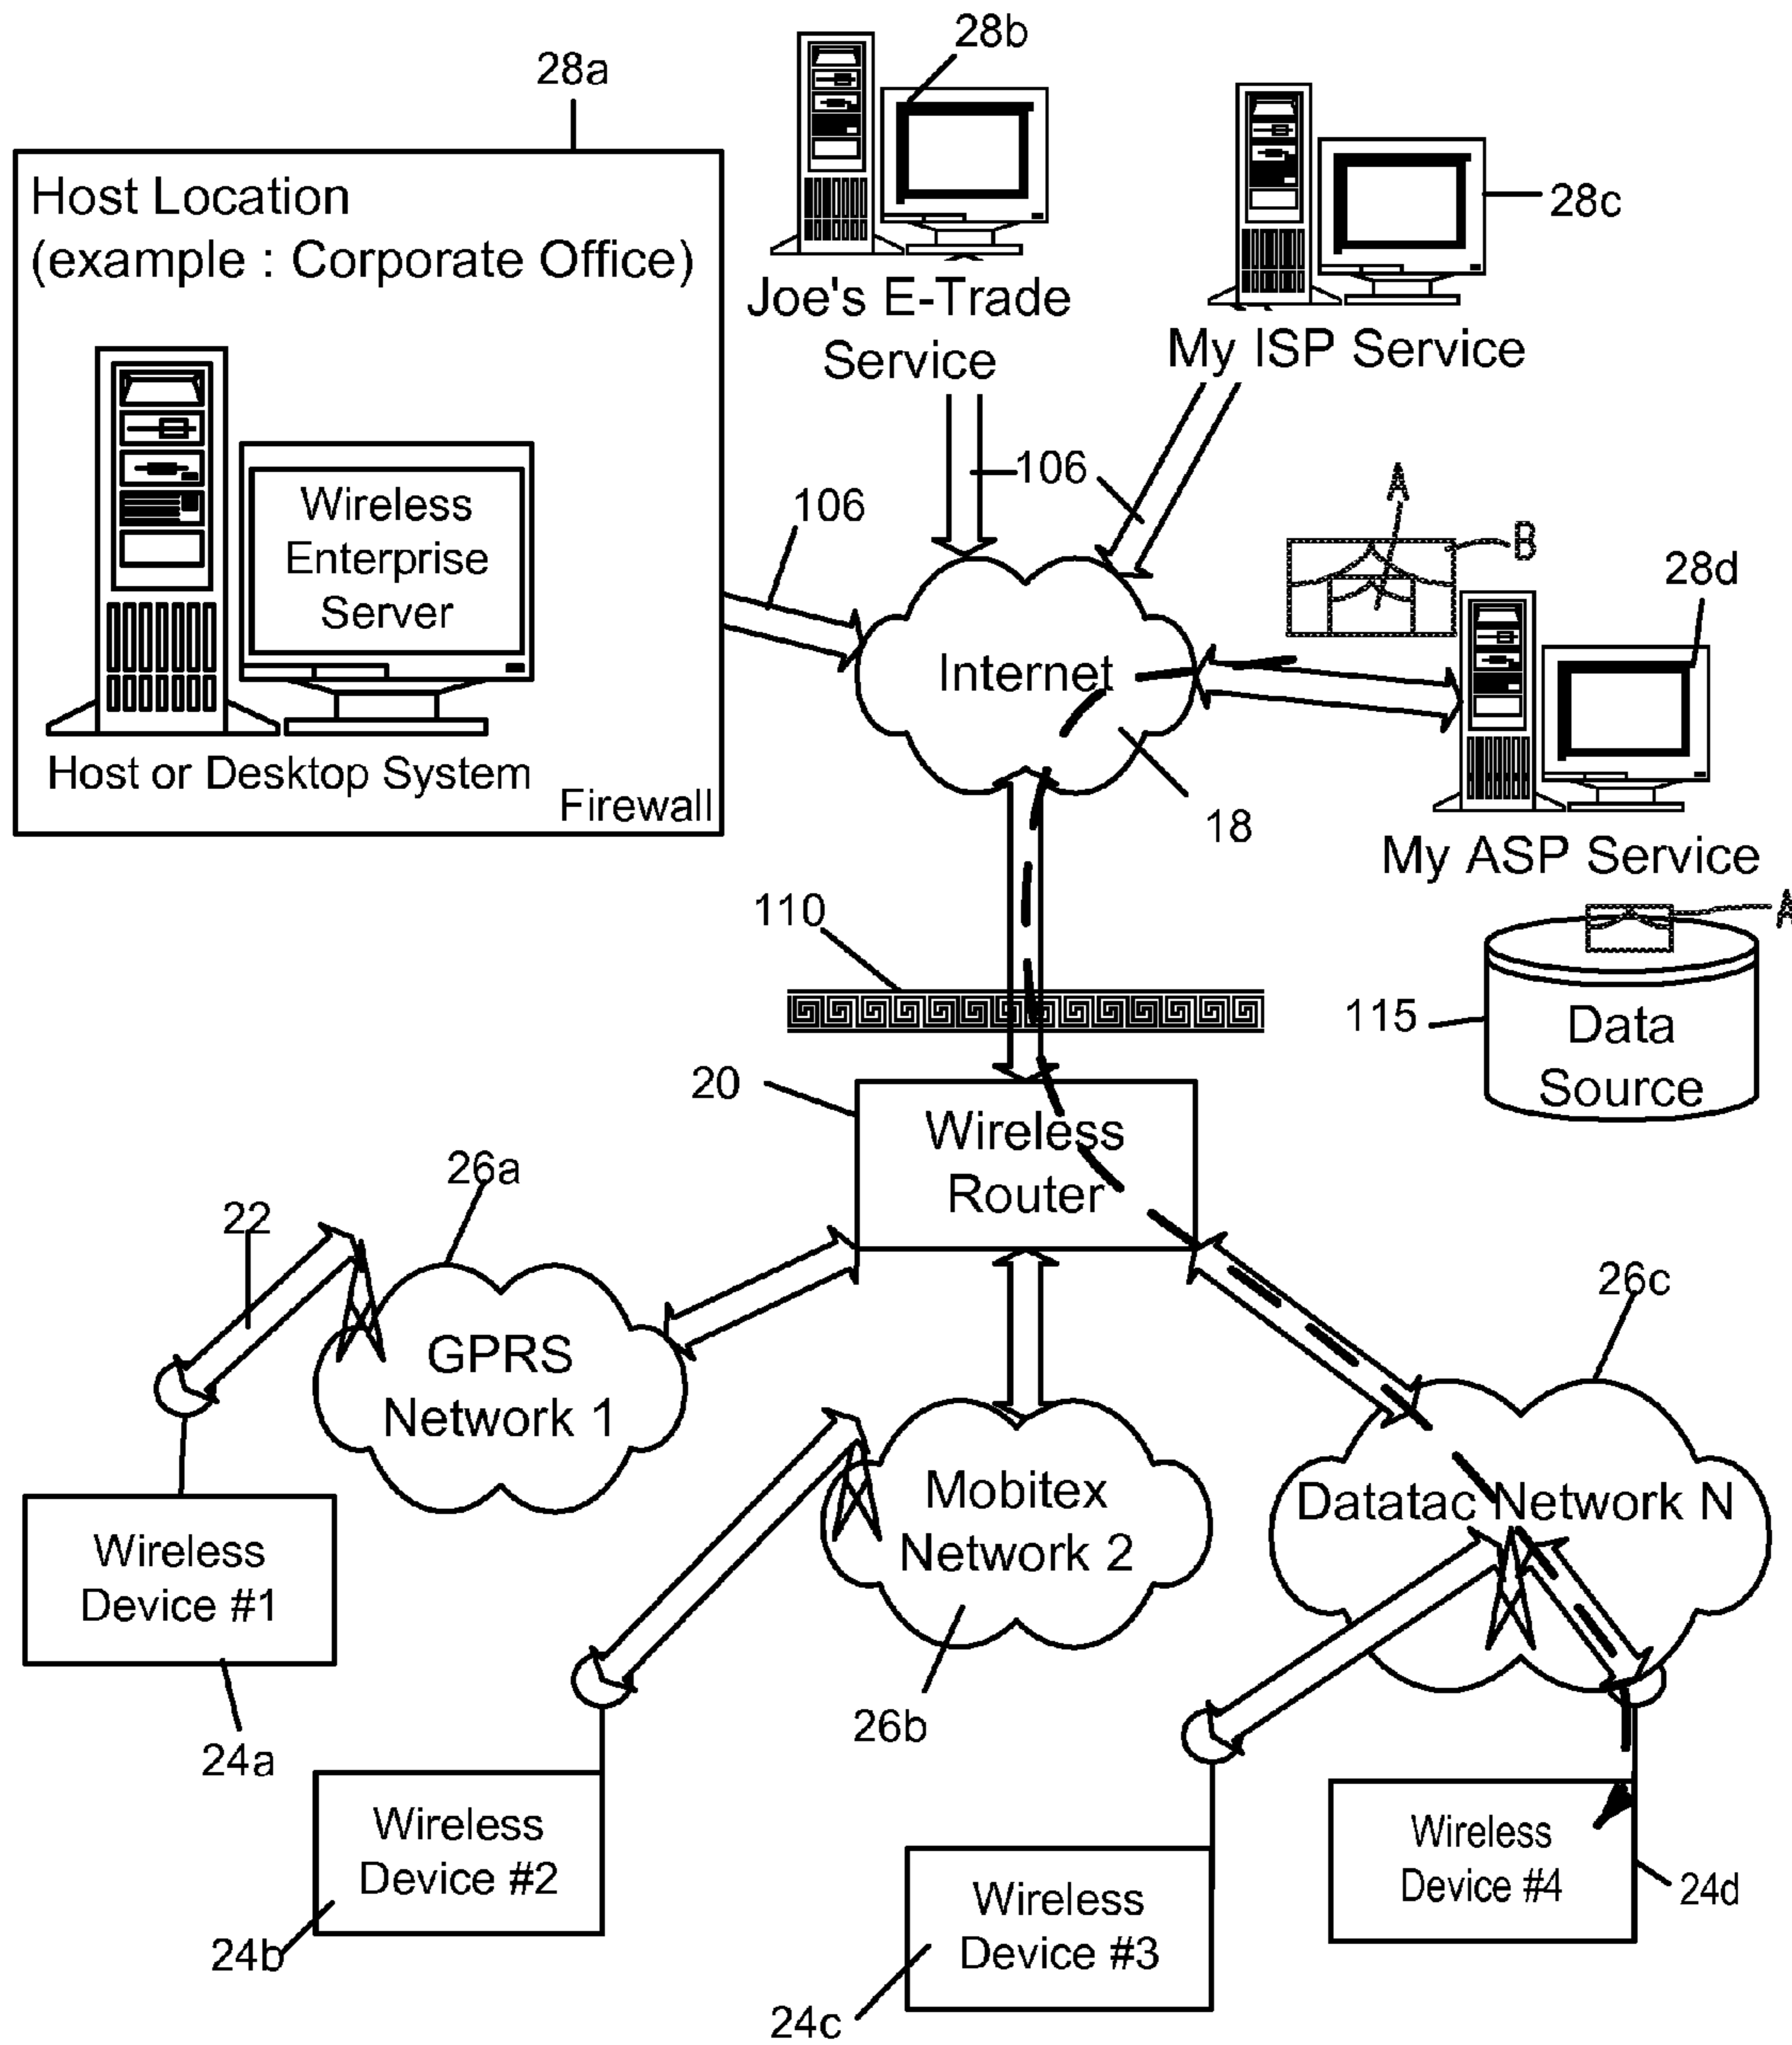 28a
28b
28c
Host Location
(example : Corporate Office)
Joe's E-Trade
Service
My ISP Service
Wireless
Enterprise
Server
106
106
A
B
28d
Internet
Host or Desktop System
Firewall
18
My ASP Service
A
110
115
Data
Source
20
Wireless
Router
26a
22
26c
GPRS
Network 1
Mobitex
Network 2
Datatac Network N
Wireless
Device #1
24a
26b
Wireless
Device #2
24b
Wireless
Device #3
24c
Wireless
Device #4
24d